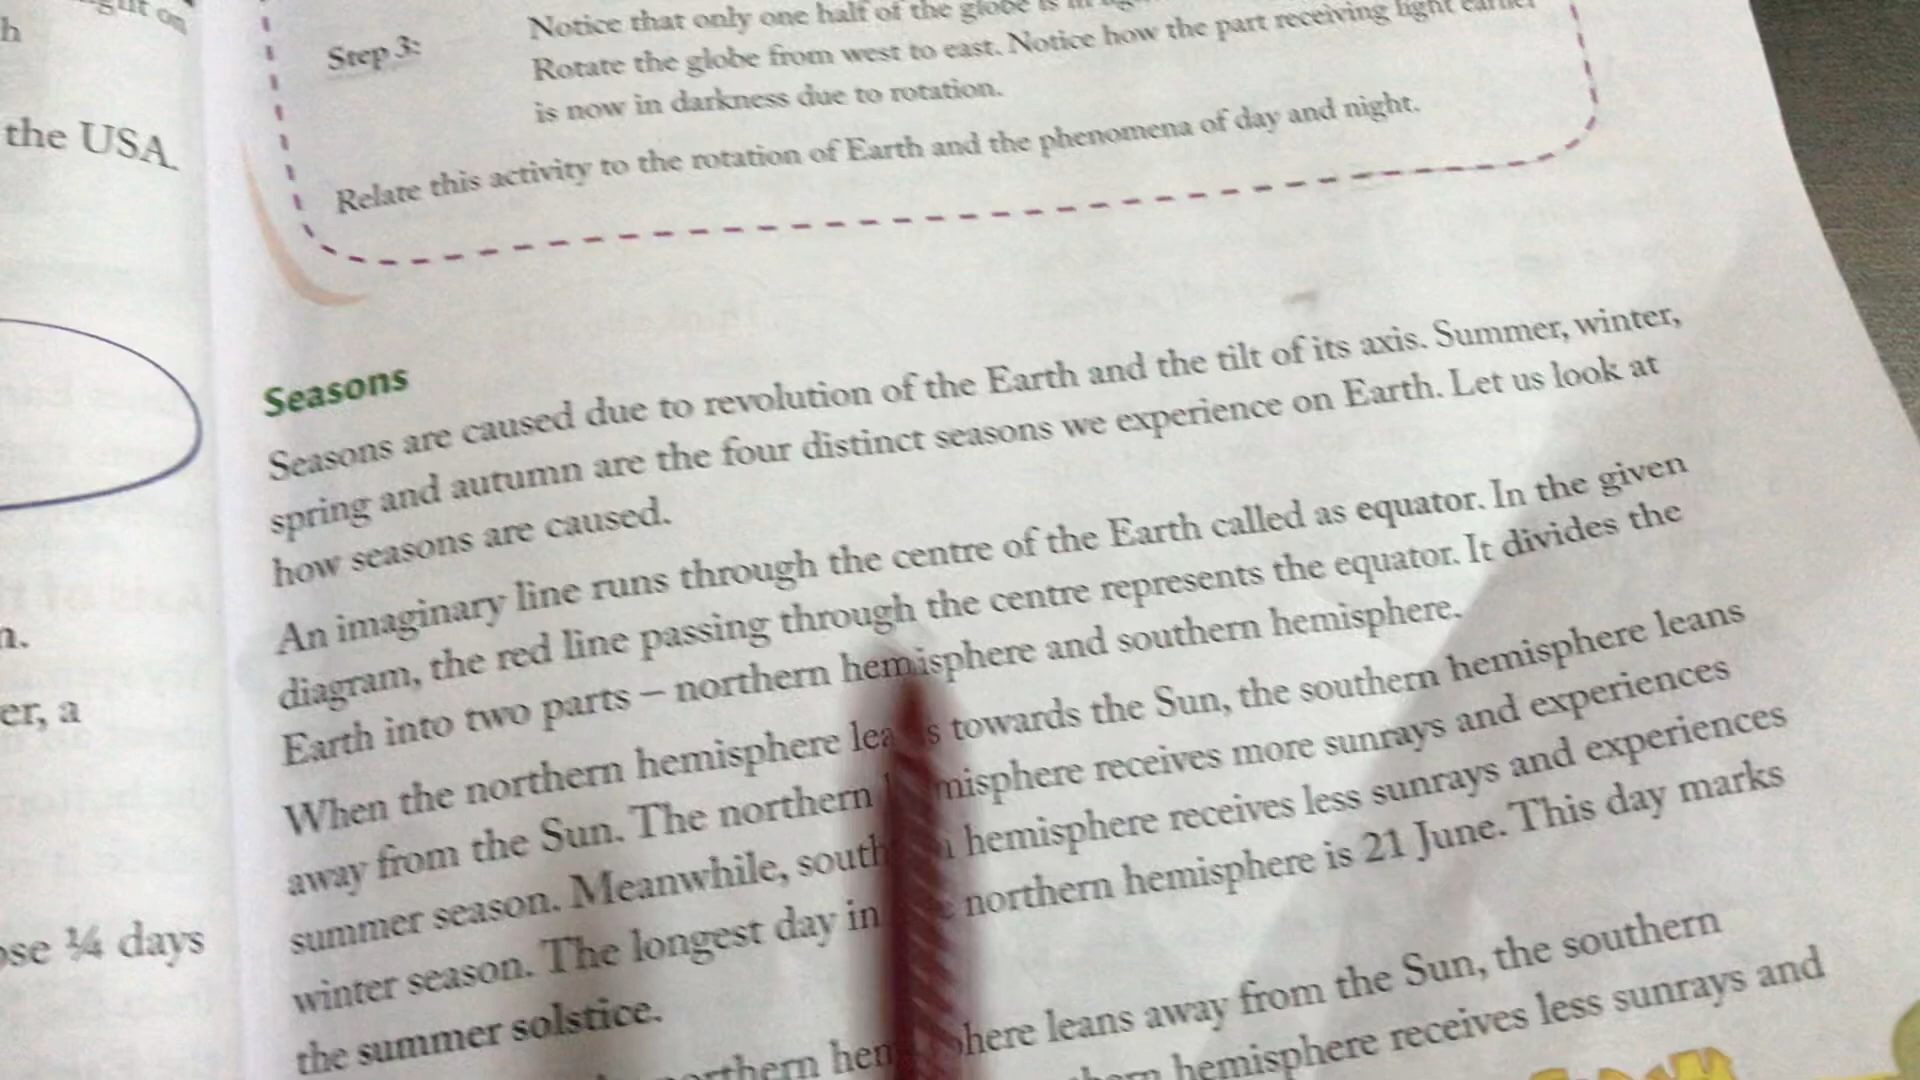 h
the USA
n.
er, a
ose ¼ days
Notice that only one half of the globe is in
Step 3: Rotate the globe from west to east. Notice how the part receiving light earlier
is now in darkness due to rotation.
Relate this activity to the rotation of Earth and the phenomena of day and night.
Seasons
Seasons are caused due to revolution of the Earth and the tilt of its axis. Summer, winter,
spring and autumn are the four distinct seasons we experience on Earth. Let us look at
how seasons are caused.
An imaginary line runs through the centre of the Earth called as equator. In the given
diagram, the red line passing through the centre represents the equator. It divides the
Earth into two parts – northern hemisphere and southern hemisphere.
When the northern hemisphere leans towards the Sun, the southern hemisphere leans
away from the Sun. The northern hemisphere receives more sunrays and experiences
summer season. Meanwhile, southern hemisphere receives less sunrays and experiences
winter season. The longest day in the northern hemisphere is 21 June. This day marks
the summer solstice.
northern hemisphere leans away from the Sun, the southern
hemisphere receives less sunrays and